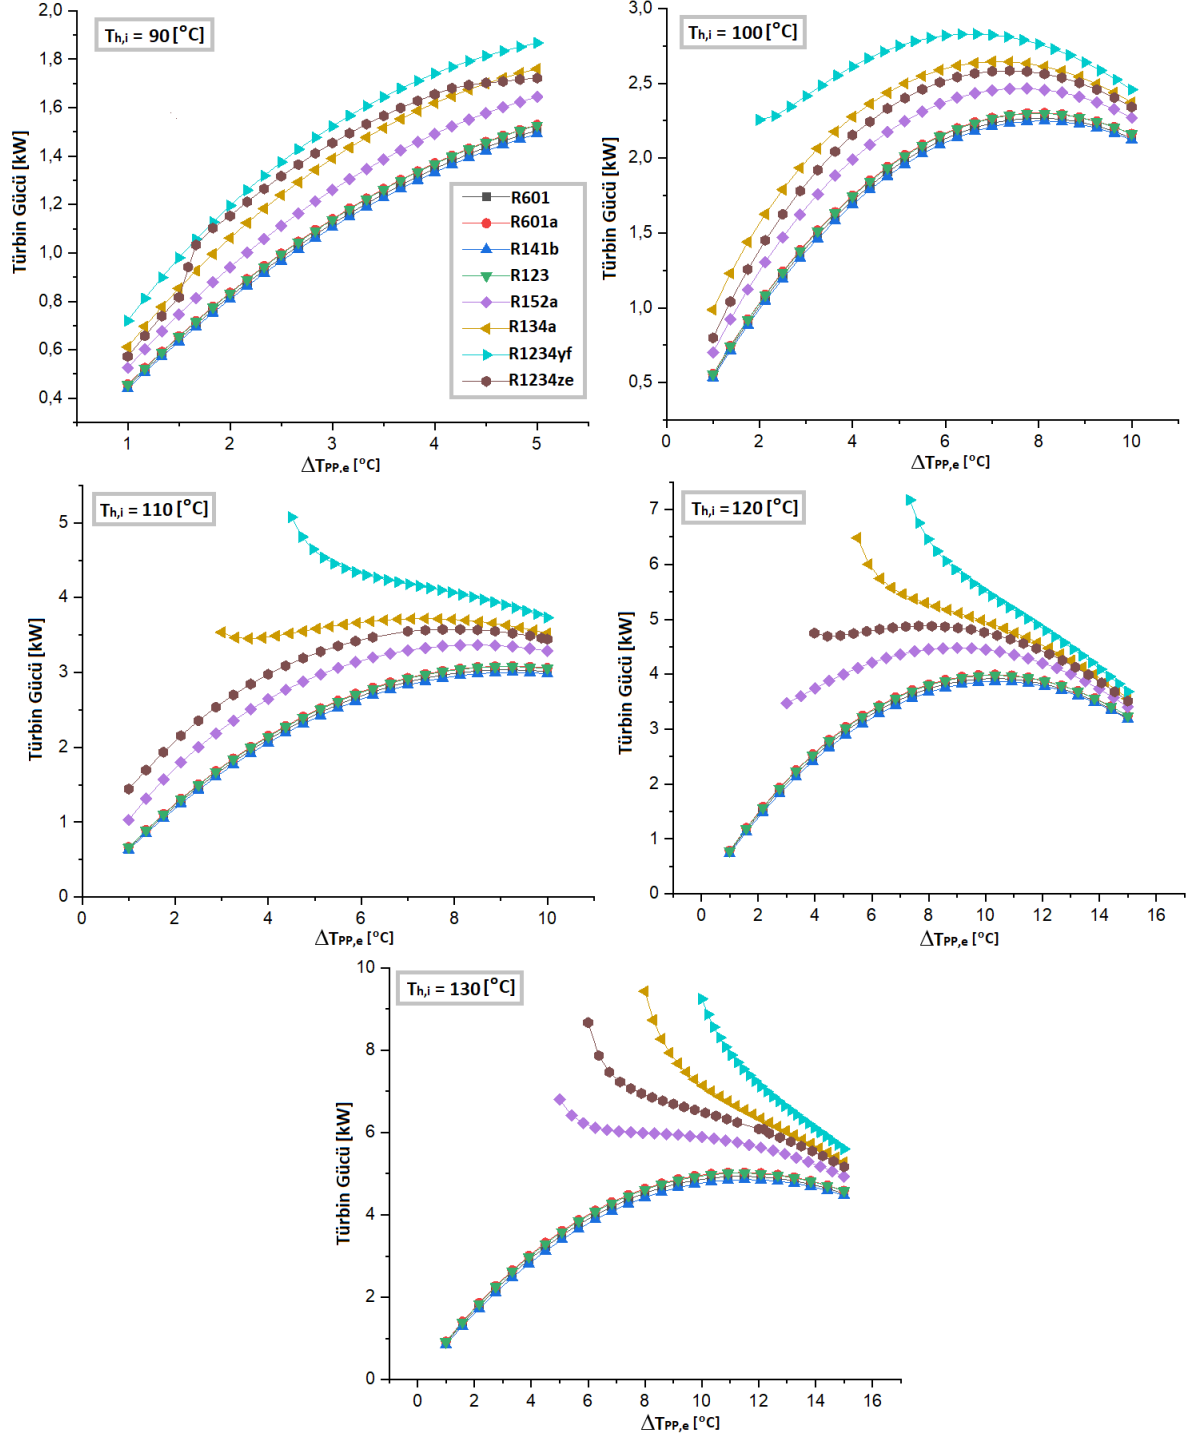 Th,i = 90 [°C]
2,0
1,8
1,6
1,4
1,2
1,0
0,8
0,6
0,4
Türbin Gücü [kW]
1 2 3 4 5
ΔTPP,e [°C]
R601
R601a
R141b
R123
R152a
R134a
R1234yf
R1234ze
Th,i = 100 [°C]
3,0
2,5
2,0
1,5
1,0
0,5
Türbin Gücü [kW]
0 2 4 6 8 10
ΔTPP,e [°C]
Th,i = 110 [°C]
5
4
3
2
1
0
Türbin Gücü [kW]
0 2 4 6 8 10
ΔTPP,e [°C]
Th,i = 120 [°C]
7
6
5
4
3
2
1
0
Türbin Gücü [kW]
0 2 4 6 8 10 12 14 16
ΔTPP,e [°C]
Th,i = 130 [°C]
10
8
6
4
2
0
Türbin Gücü [kW]
0 2 4 6 8 10 12 14 16
ΔTPP,e [°C]